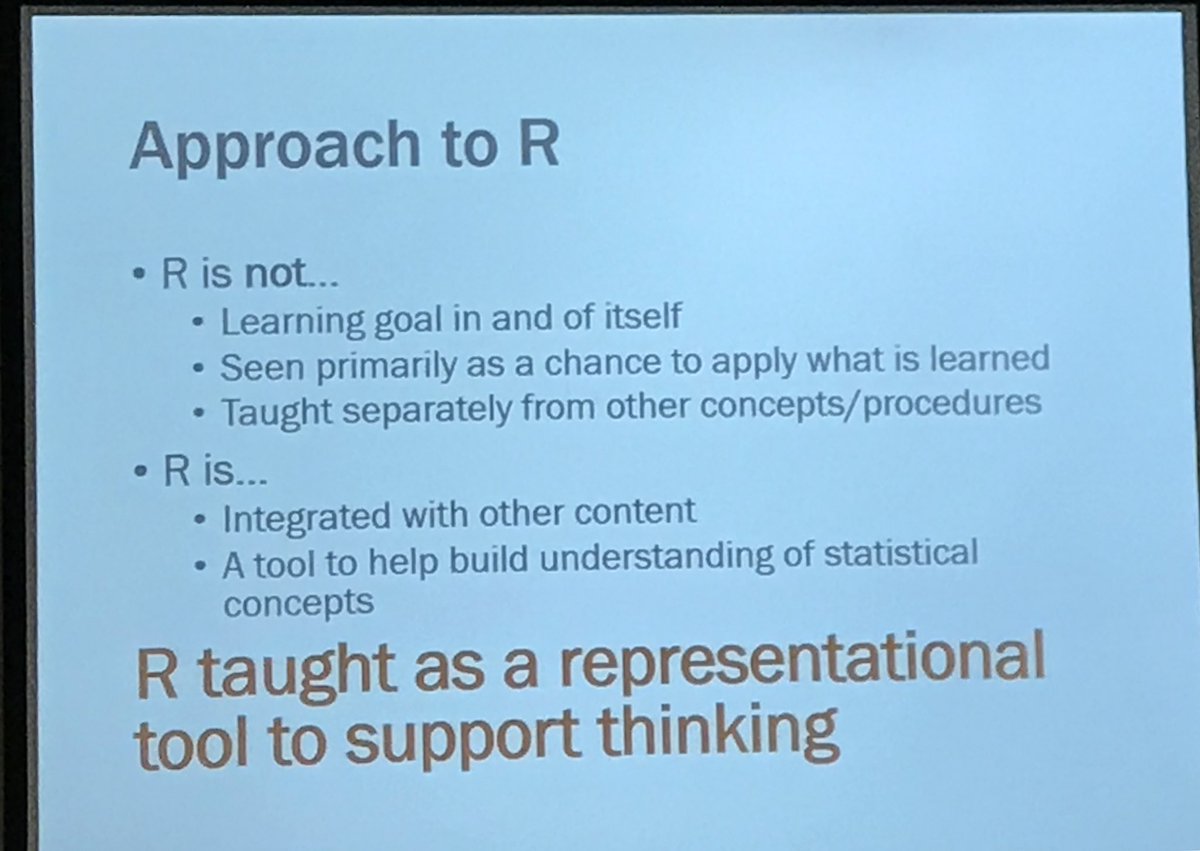 Approach to R
• R is not...
• Learning goal in and of itself
• Seen primarily as a chance to apply what is learned
• Taught separately from other concepts/procedures
• R is...
• Integrated with other content
• A tool to help build understanding of statistical
concepts
R taught as a representational
tool to support thinking